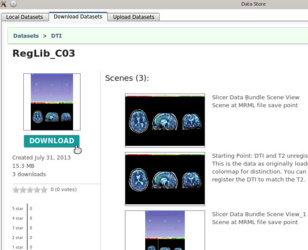 Data Store
Local Datasets
Download Datasets
Upload Datasets
Datasets > DTI
RegLib_C03
Scenes (3):
DOWNLOAD
Created July 31, 2013
15.3 MB
3 downloads
0 (0 votes)
5 star 0
4 star 0
3 star 0
2 star 0
1 star 0
Slicer Data Bundle Scene View
Scene at MRML file save point
Starting Point: DTI and T2 unregis
This is the data as originally load
colormap for distinction. You can
register the DTI to match the T2.
Slicer Data Bundle Scene View_1
Scene at MRML file save point